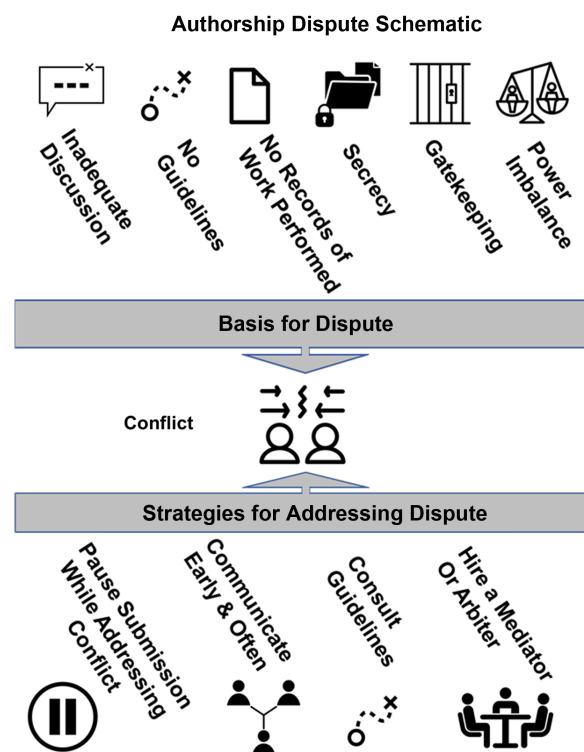 Authorship Dispute Schematic
Inadequate
Discussion
No
Guidelines
No Records of
Work Performed
Secrecy
Gatekeeping
Power
Imbalance
Basis for Dispute
Conflict
Strategies for Addressing Dispute
Pause Submission
While Addressing
Conflict
Communicate
Early & Often
Consult
Guidelines
Hire a Mediator
Or Arbiter